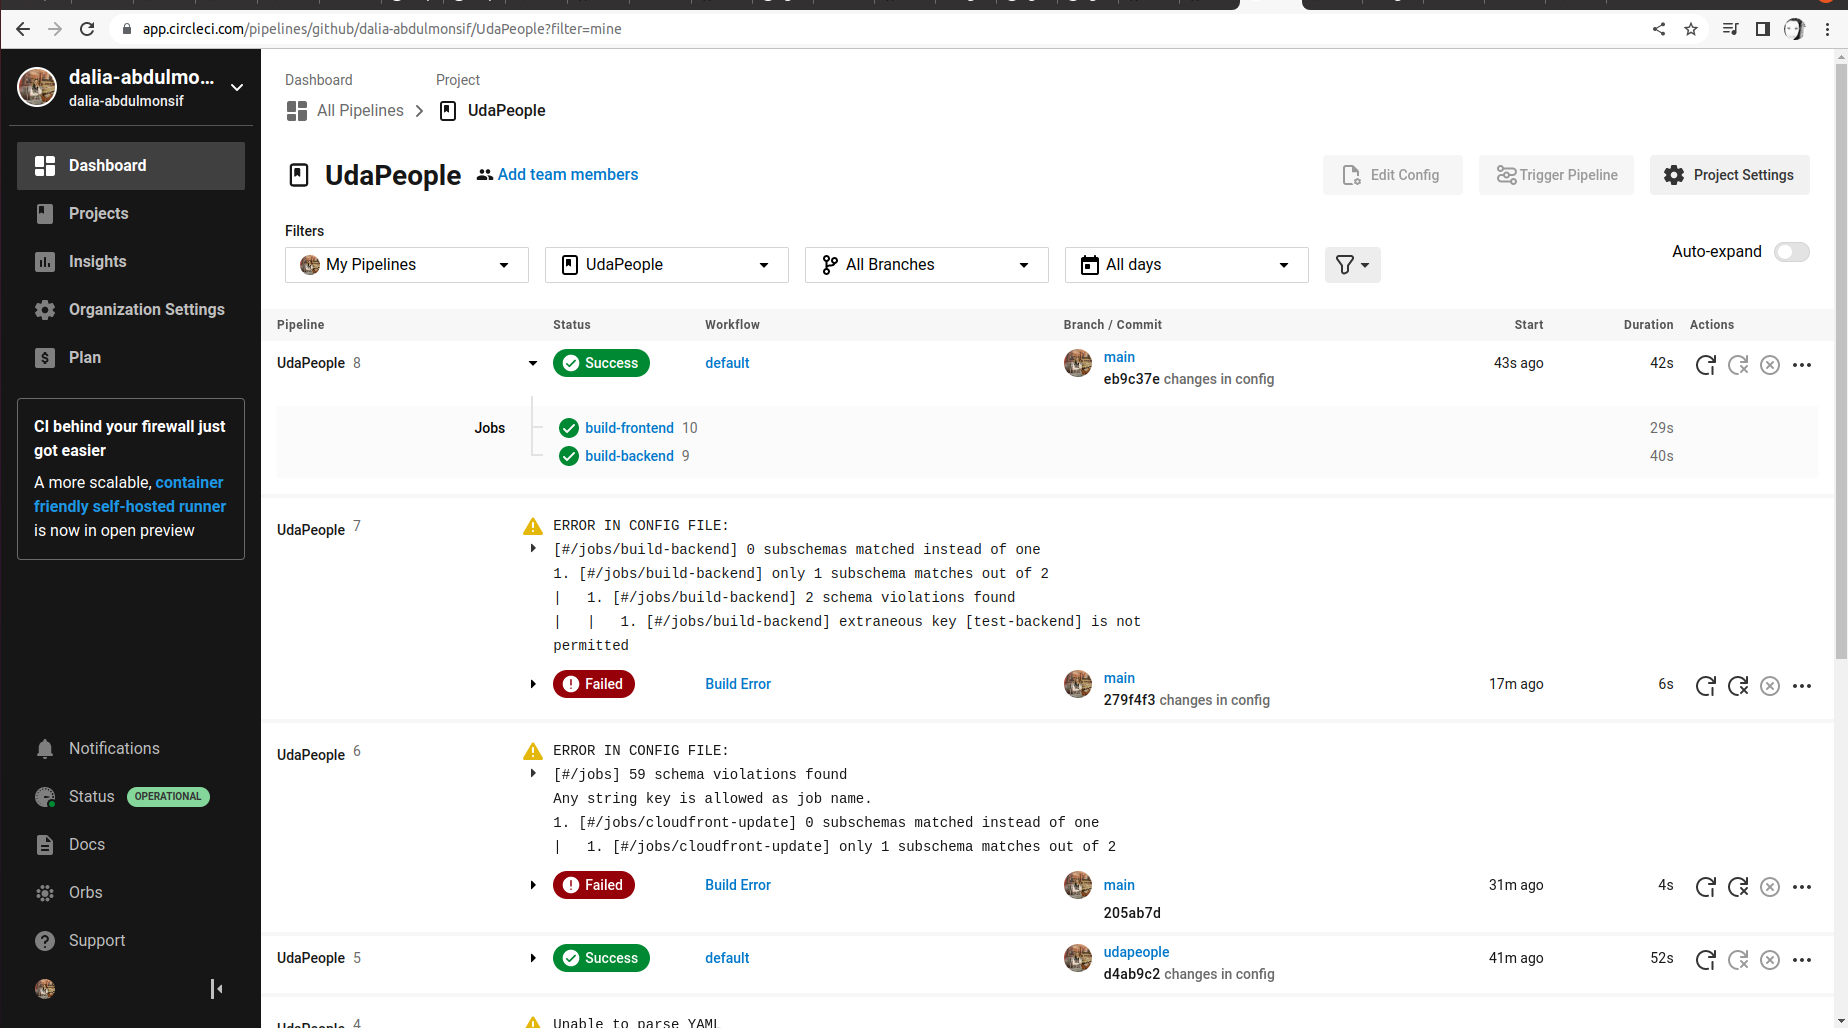 app.circleci.com/pipelines/github/dalia-abdulmonsif/UdaPeople?filter=mine
dalia-abdulmo...
dalia-abdulmonsif
Dashboard
Projects
Insights
Organization Settings
Plan
CI behind your firewall just
got easier
A more scalable, container
friendly self-hosted runner
is now in open preview
Notifications
Status OPERATIONAL
Docs
Orbs
Support
Dashboard Project
All Pipelines UdaPeople
UdaPeople Add team members
Edit Config Trigger Pipeline Project Settings
Filters
My Pipelines UdaPeople All Branches All days
Auto-expand
Pipeline Status Workflow Branch / Commit Start Duration Actions
UdaPeople 8 Success default main 43s ago 42s
eb9c37e changes in config
Jobs build-frontend 10 29s
build-backend 9 40s
UdaPeople 7 ERROR IN CONFIG FILE:
[#/jobs/build-backend] 0 subschemas matched instead of one
1. [#/jobs/build-backend] only 1 subschema matches out of 2
|   1. [#/jobs/build-backend] 2 schema violations found
|   |   1. [#/jobs/build-backend] extraneous key [test-backend] is not
permitted
Failed Build Error main 17m ago 6s
279f4f3 changes in config
UdaPeople 6 ERROR IN CONFIG FILE:
[#/jobs] 59 schema violations found
Any string key is allowed as job name.
1. [#/jobs/cloudfront-update] 0 subschemas matched instead of one
|   1. [#/jobs/cloudfront-update] only 1 subschema matches out of 2
Failed Build Error main 31m ago 4s
205ab7d
UdaPeople 5 Success default udapeople 41m ago 52s
d4ab9c2 changes in config
UdaPeople 4 Unable to parse YAML